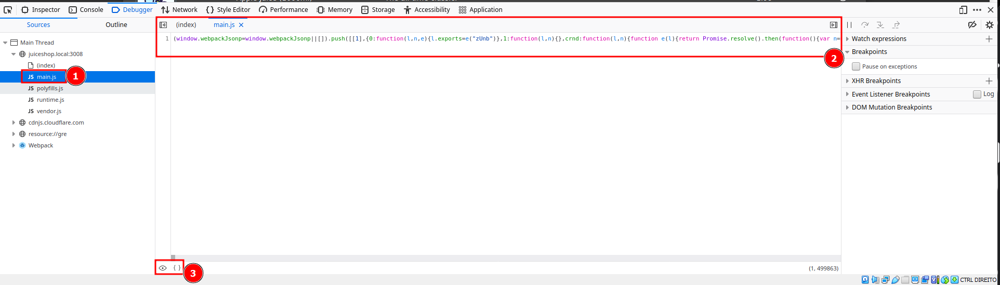 Inspector Console Debugger Network Style Editor Performance Memory Storage Accessibility Application
Sources Outline
(index) main.js
Main Thread
juiceshop.local:3008
(index)
main.js
polyfills.js
runtime.js
vendor.js
cdnjs.cloudflare.com
resource://gre
Webpack
1
1 (window.webpackJsonp=window.webpackJsonp||[]).push([[1],{0:function(l,n,e){l.exports=e("zUnb")},1:function(l,n){},crnd:function(l,n){function e(l){return Promise.resolve().then(function(){var n=
2
{ }
3
(1, 499863)
Watch expressions
Breakpoints
Pause on exceptions
XHR Breakpoints
Event Listener Breakpoints Log
DOM Mutation Breakpoints
CTRL DIREITO